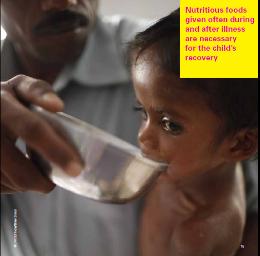 Nutritious foods
given often during
and after illness
are necessary
for the child's
recovery